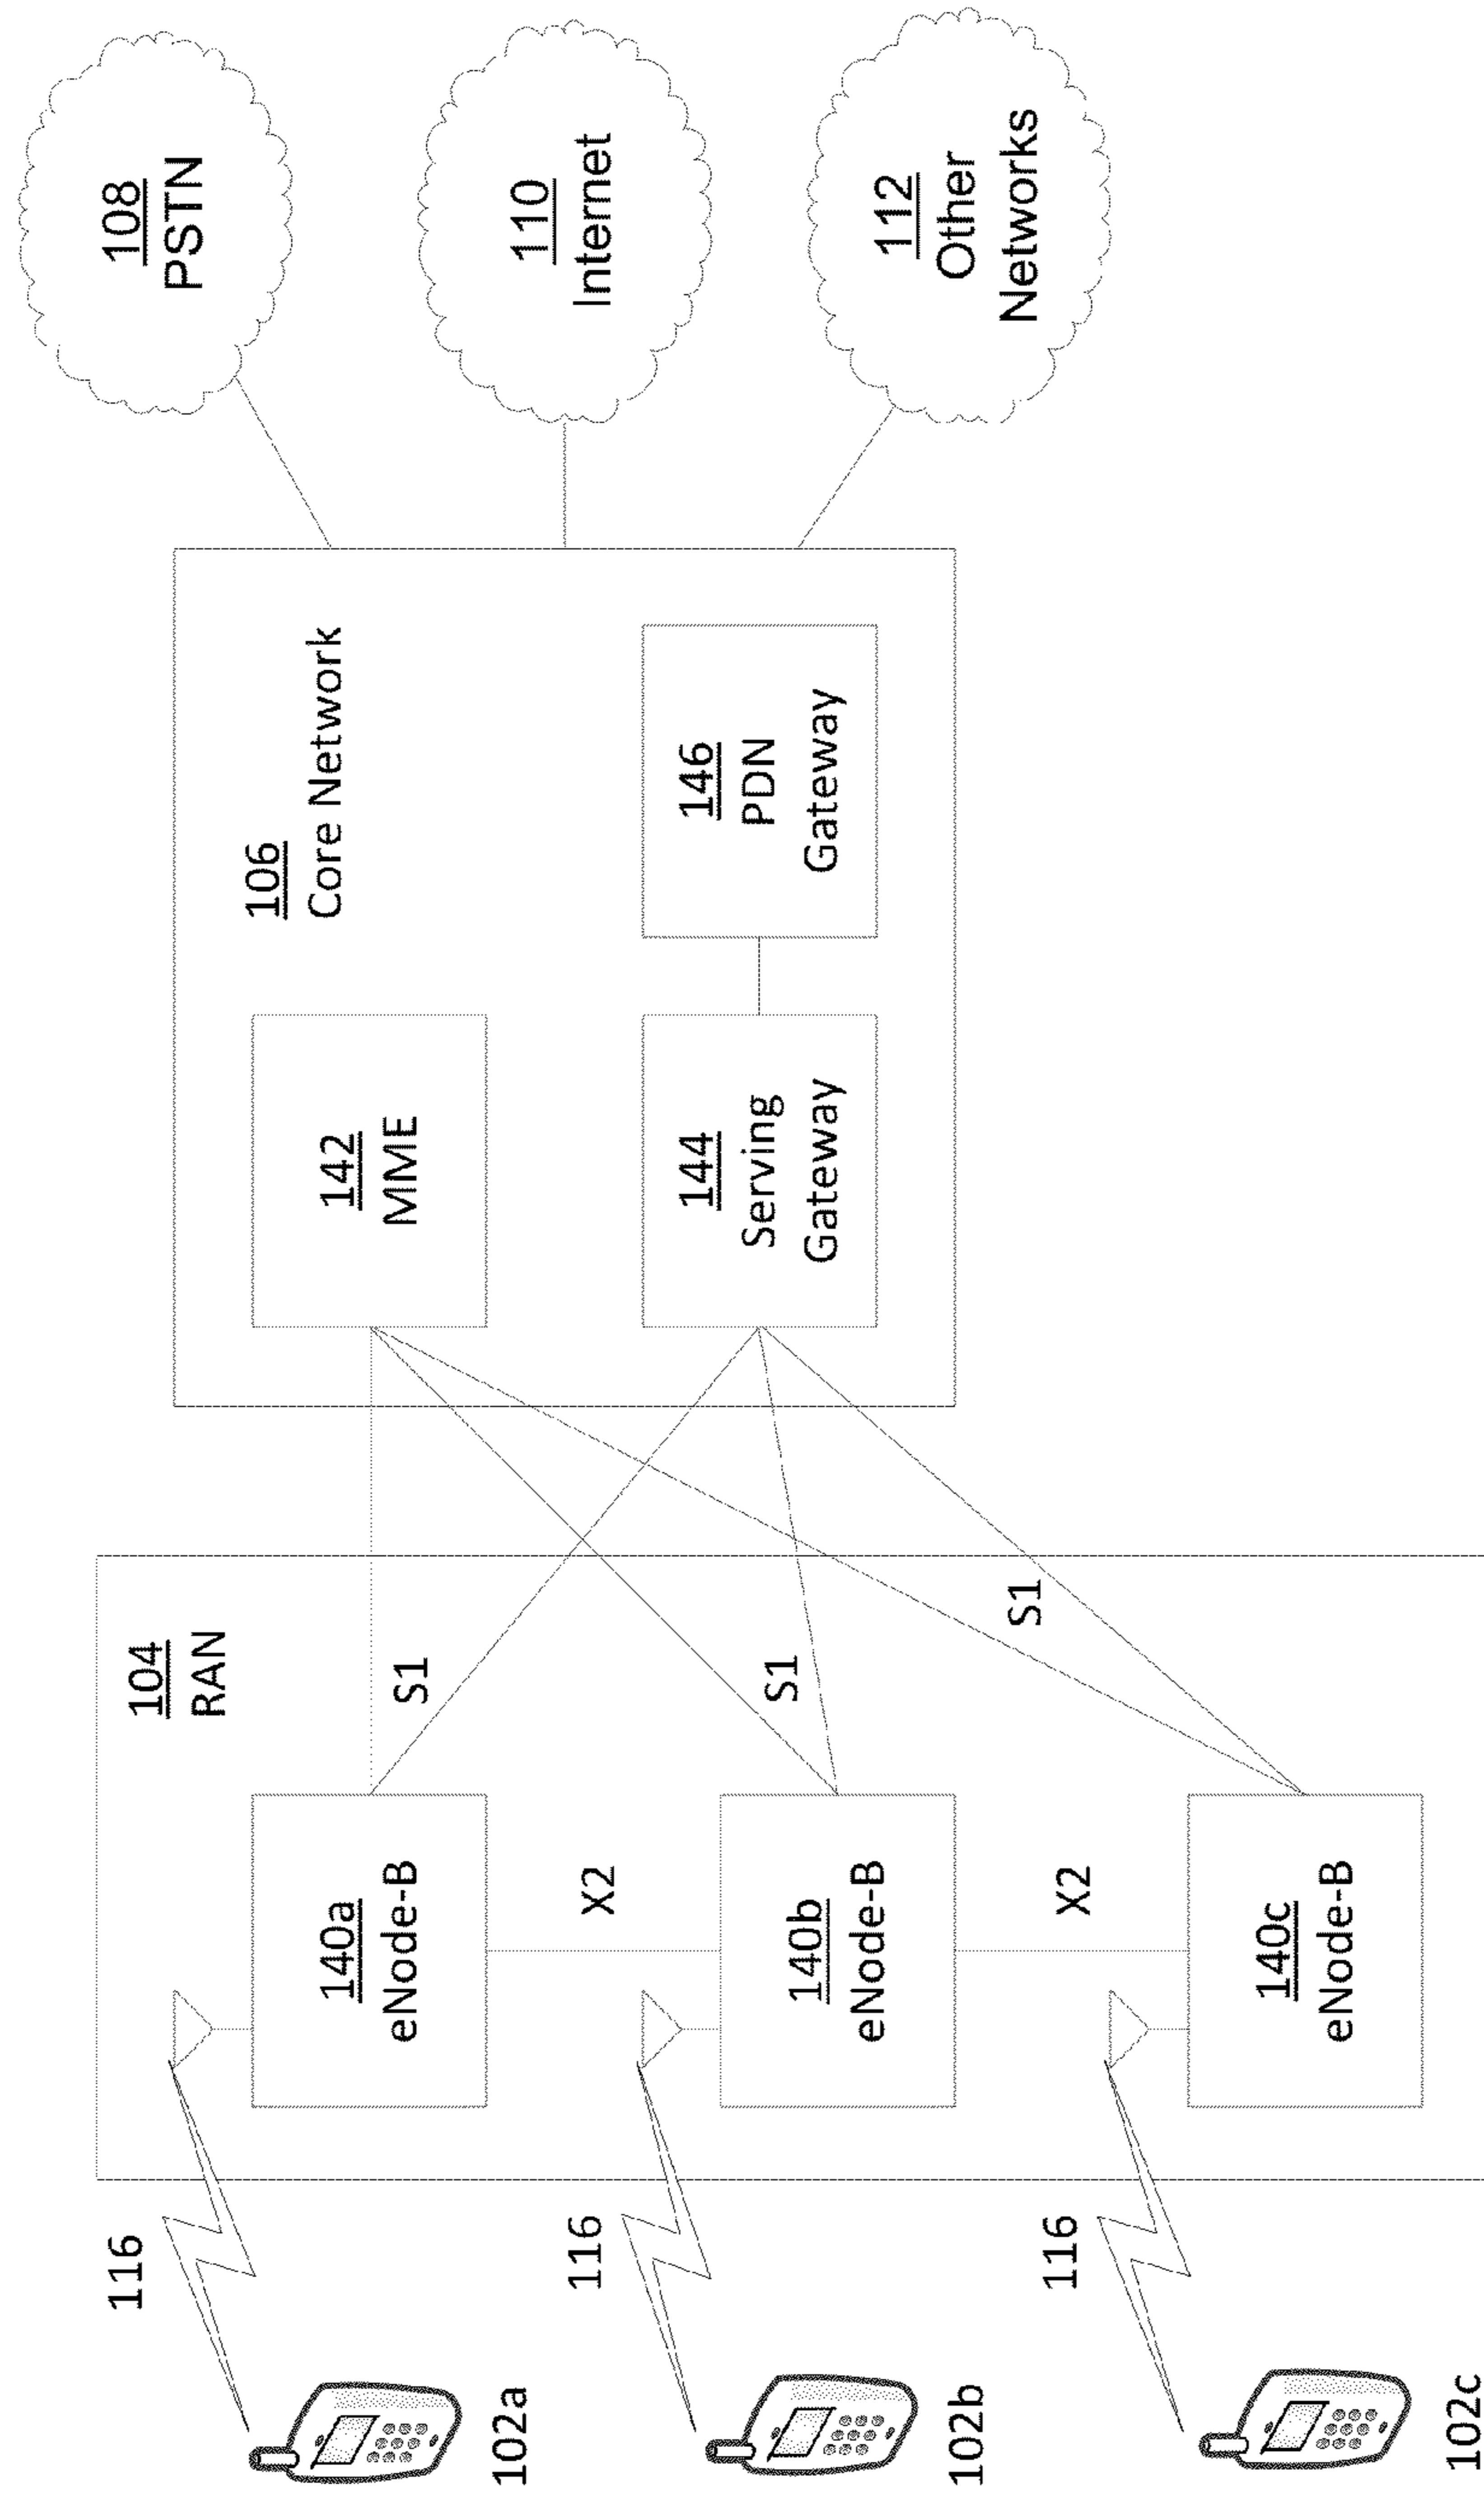 116
102a
116
102b
116
102c
104
RAN
140a
eNode-B
X2
140b
eNode-B
X2
140c
eNode-B
S1
S1
S1
106
Core Network
142
MME
144
Serving
Gateway
146
PDN
Gateway
108
PSTN
110
Internet
112
Other
Networks